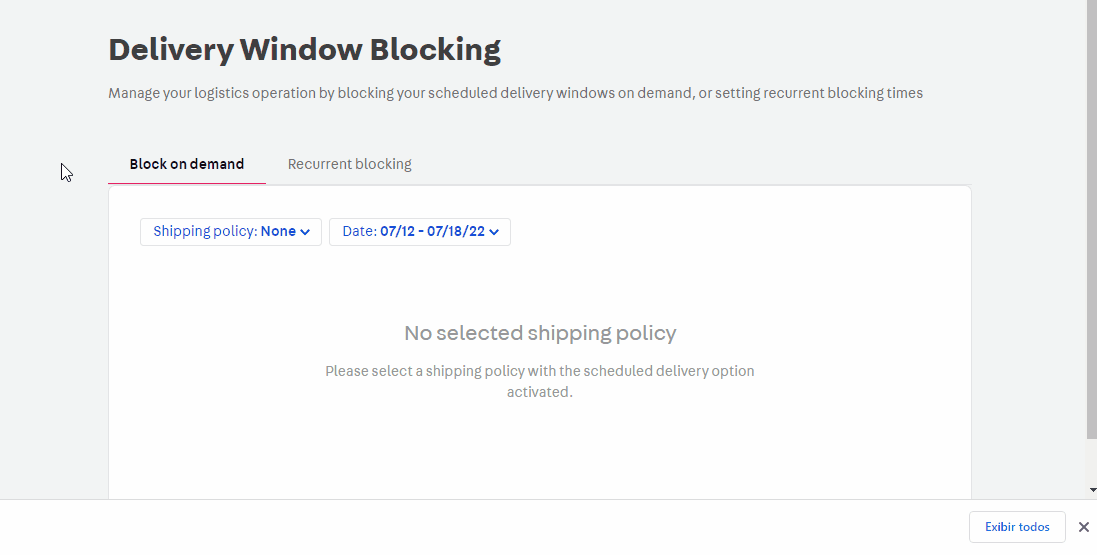 Delivery Window Blocking
Manage your logistics operation by blocking your scheduled delivery windows on demand, or setting recurrent blocking times
Block on demand Recurrent blocking
Shipping policy: None Date: 07/12 - 07/18/22
No selected shipping policy
Please select a shipping policy with the scheduled delivery option
activated.
Exibir todos